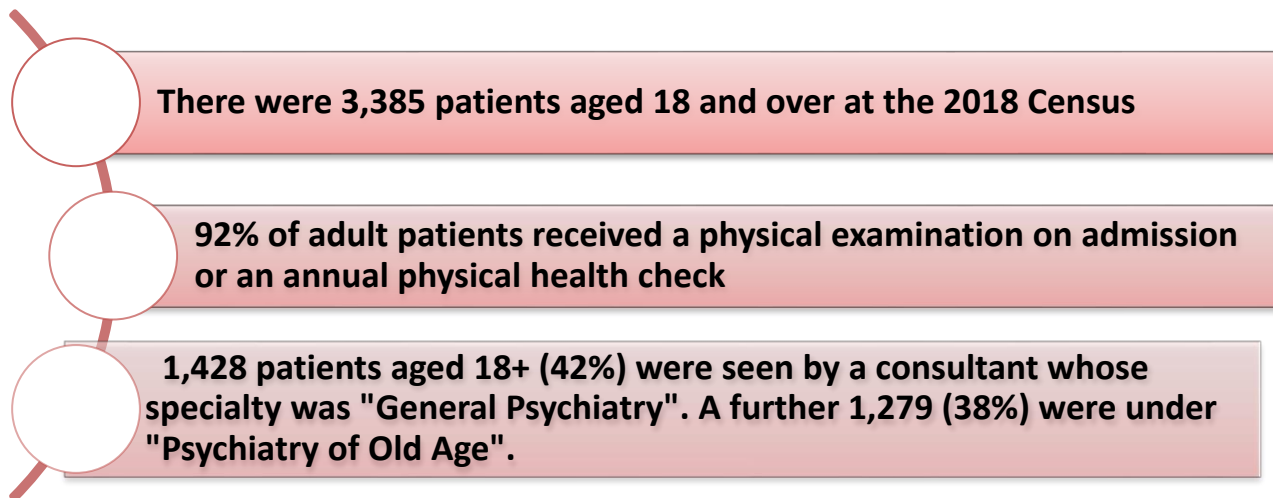 There were 3,385 patients aged 18 and over at the 2018 Census
92% of adult patients received a physical examination on admission
or an annual physical health check
1,428 patients aged 18+ (42%) were seen by a consultant whose
specialty was "General Psychiatry". A further 1,279 (38%) were under
"Psychiatry of Old Age".